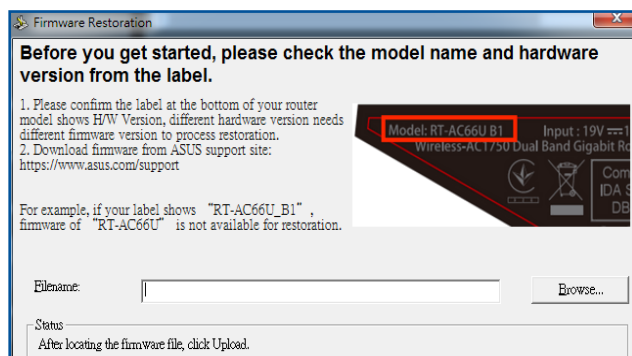 Firmware Restoration
Before you get started, please check the model name and hardware
version from the label.
1. Please confirm the label at the bottom of your router
model shows H/W Version, different hardware version needs
different firmware version to process restoration.
2. Download firmware from ASUS support site:
https://www.asus.com/support
For example, if your label shows “RT-AC66U_B1”,
firmware of “RT-AC66U” is not available for restoration.
Model: RT-AC66U B1
Input : 19V
Wireless-AC1750 Dual Band Gigabit
Com
IDA S
DB
Filename:
Browse...
Status
After locating the firmware file, click Upload.